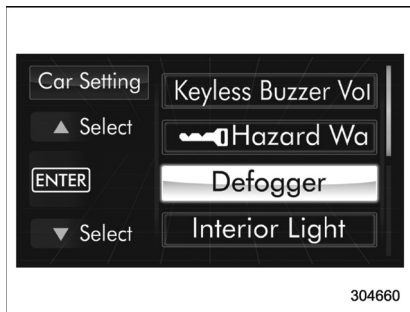 Car Setting
Keyless Buzzer Vol
▲ Select
Hazard Wa
ENTER
Defogger
▼ Select
Interior Light
304660